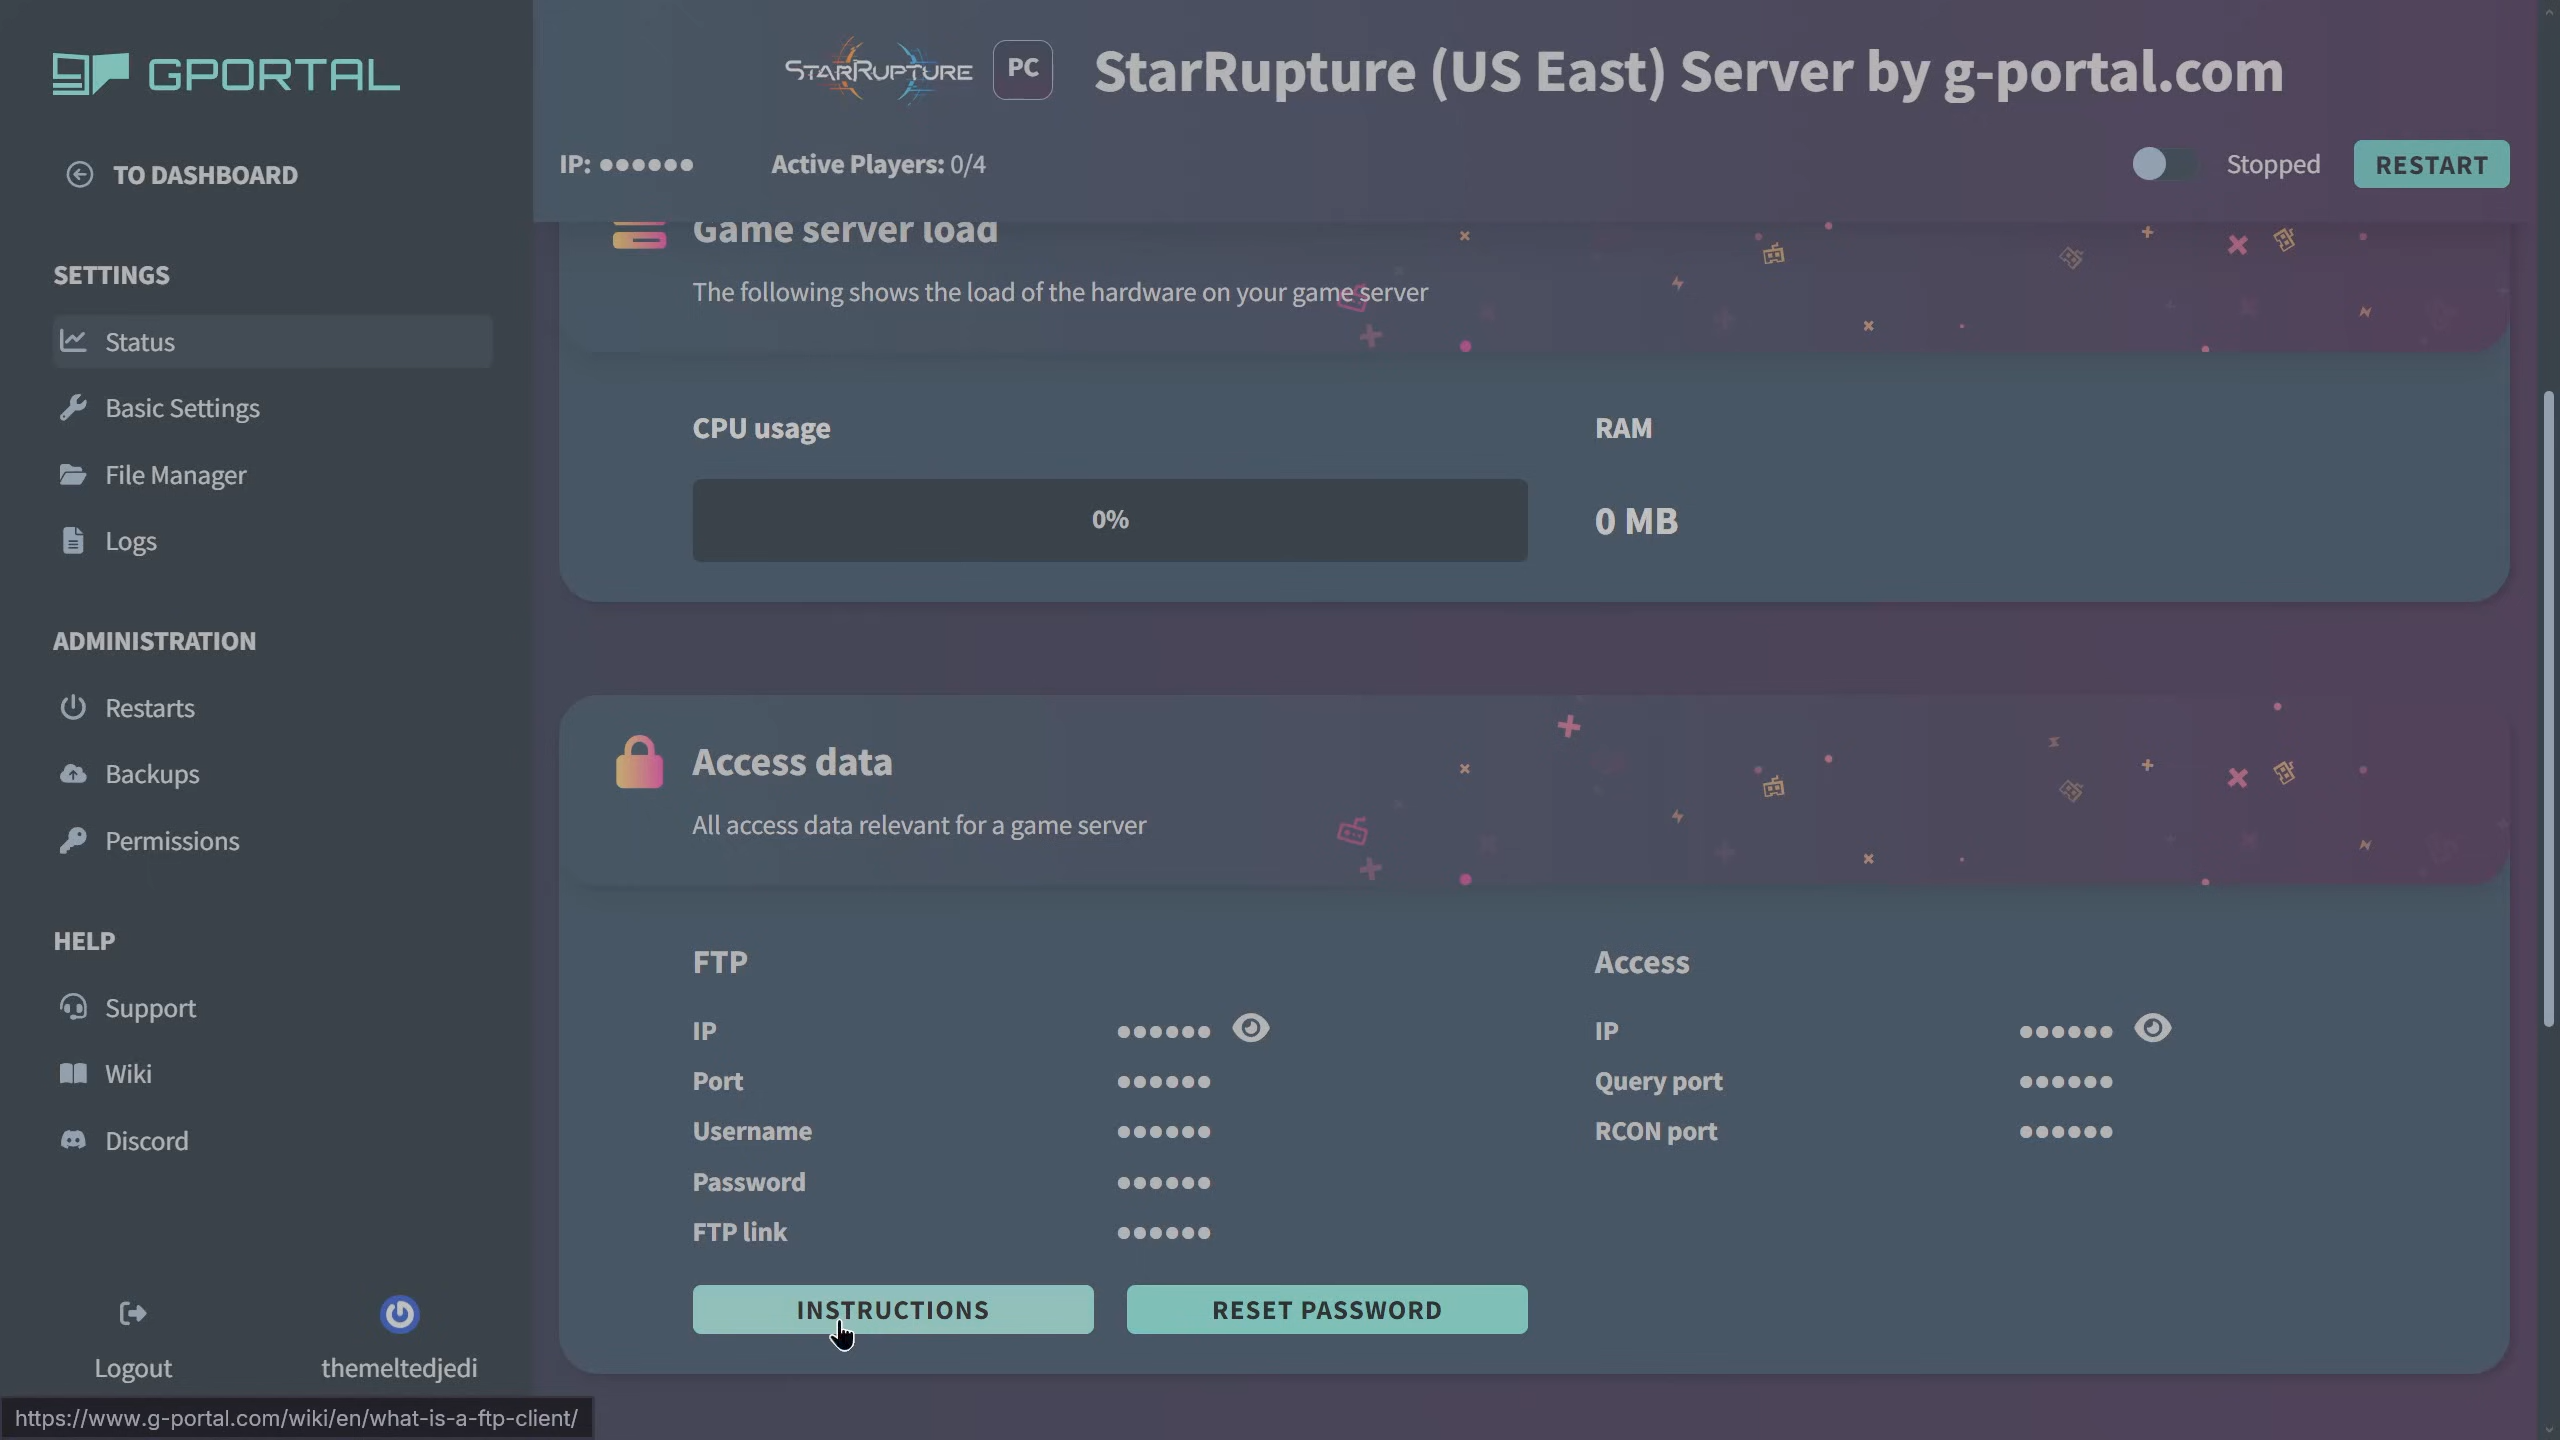 GPORTAL
TO DASHBOARD
SETTINGS
Status
Basic Settings
File Manager
Logs
ADMINISTRATION
Restarts
Backups
Permissions
HELP
Support
Wiki
Discord
Logout
themeltedjedi
https://www.g-portal.com/wiki/en/what-is-a-ftp-client/
STARRUPTURE
PC
StarRupture (US East) Server by g-portal.com
IP: ••••••
Active Players: 0/4
Stopped
RESTART
Game server load
The following shows the load of the hardware on your game server
CPU usage
0%
RAM
0 MB
Access data
All access data relevant for a game server
FTP
IP ••••••
Port ••••••
Username ••••••
Password ••••••
FTP link ••••••
INSTRUCTIONS
RESET PASSWORD
Access
IP ••••••
Query port ••••••
RCON port ••••••